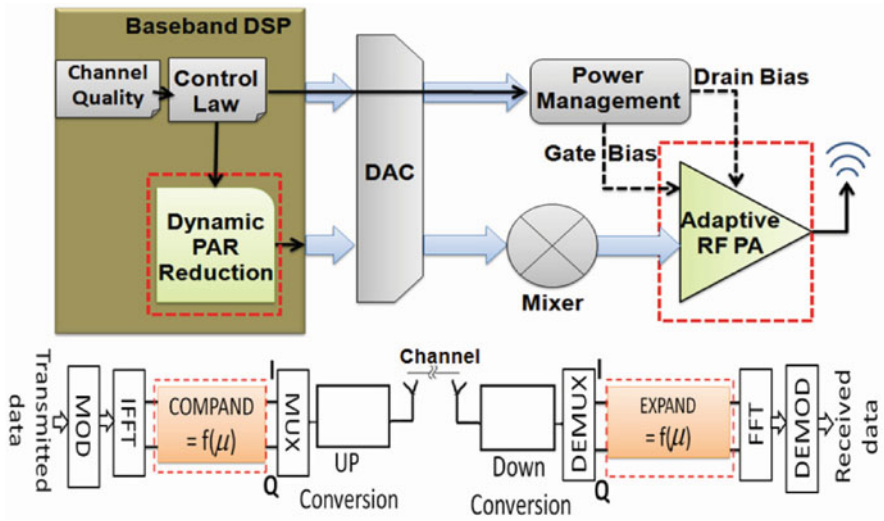 Baseband DSP
Channel
Quality
Control
Law
Dynamic
PAR
Reduction
DAC
Power
Management
Drain Bias
Gate Bias
Mixer
Adaptive
RF PA
Transmitted
data
MOD
IFFT
COMPAND
= f(μ)
I
Q
MUX
UP
Conversion
Channel
Down
Conversion
DEMUX
I
Q
EXPAND
= f(μ)
FFT
DEMOD
Received
data